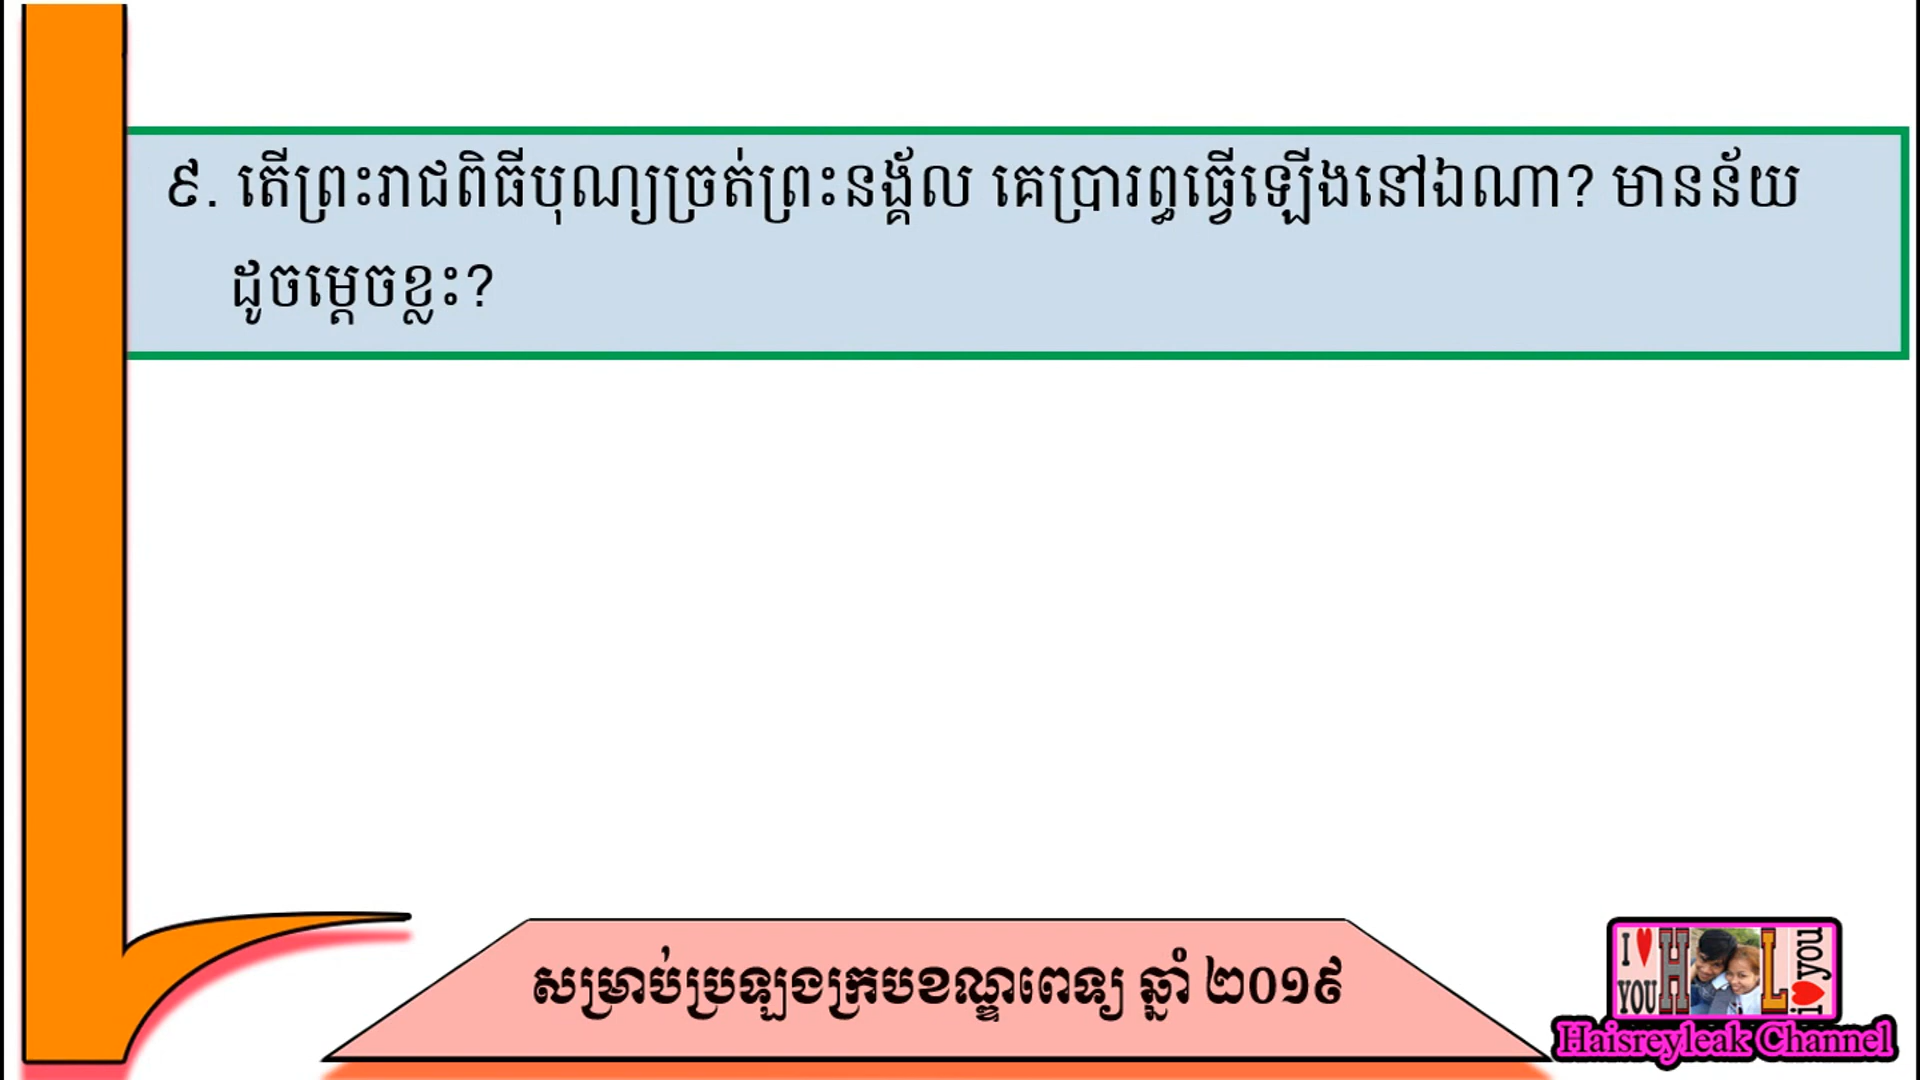 ៩. តើព្រះរាជពិធីបុណ្យច្រត់ព្រះនង្គ័ល គេប្រារព្ធធ្វើឡើងនៅឯណា? មានន័យ
ដូចម្ដេចខ្លះ?
សម្រាប់ប្រឡងក្របខណ្ឌពេទ្យ ឆ្នាំ ២០១៩
I ♥ YOU
H L
i ♥ you
Haisreyleak Channel